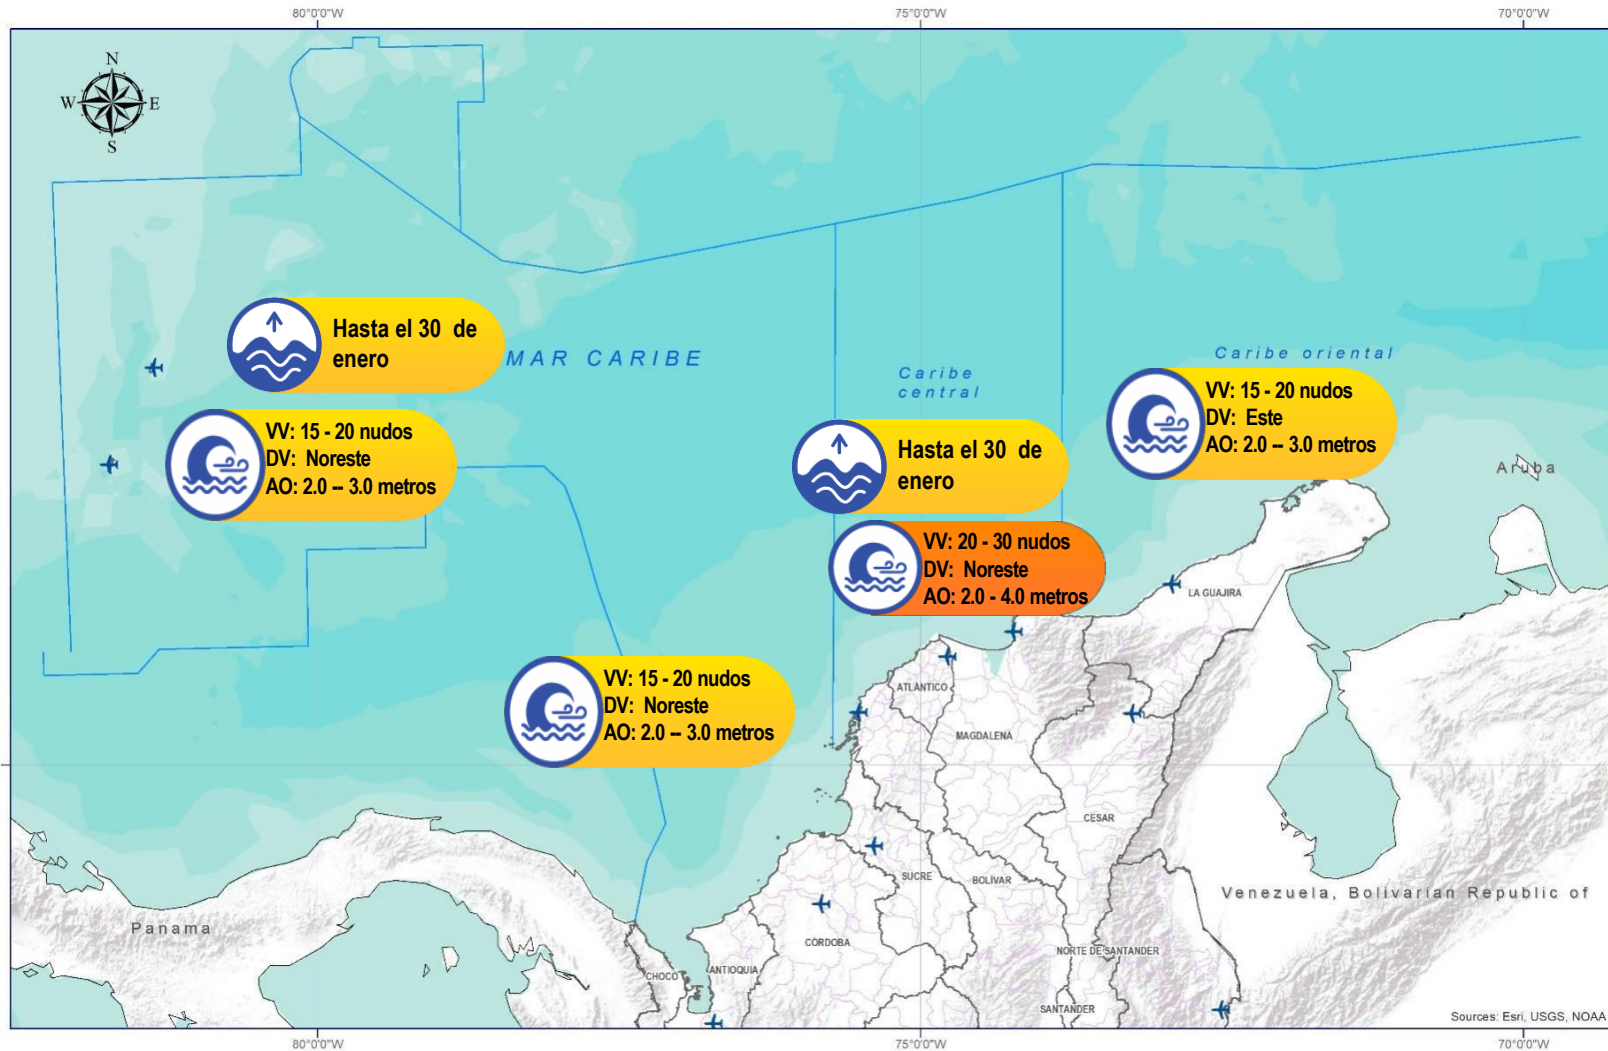 80°0'0"W
75°0'0"W
70°0'0"W
N
W
E
S
Hasta el 30 de
enero
MAR CARIBE
Caribe
central
Caribe oriental
VV: 15 - 20 nudos
DV: Este
AO: 2.0 – 3.0 metros
VV: 15 - 20 nudos
DV: Noreste
AO: 2.0 – 3.0 metros
Hasta el 30 de
enero
Aruba
VV: 20 - 30 nudos
DV: Noreste
AO: 2.0 - 4.0 metros
LA GUAJIRA
VV: 15 - 20 nudos
DV: Noreste
AO: 2.0 – 3.0 metros
ATLÁNTICO
MAGDALENA
CESAR
SUCRE
BOLÍVAR
Venezuela, Bolivarian Republic of
Panama
CÓRDOBA
NORTE DE SANTANDER
CHOCÓ
ANTIOQUIA
SANTANDER
Sources: Esri, USGS, NOAA
80°0'0"W
75°0'0"W
70°0'0"W